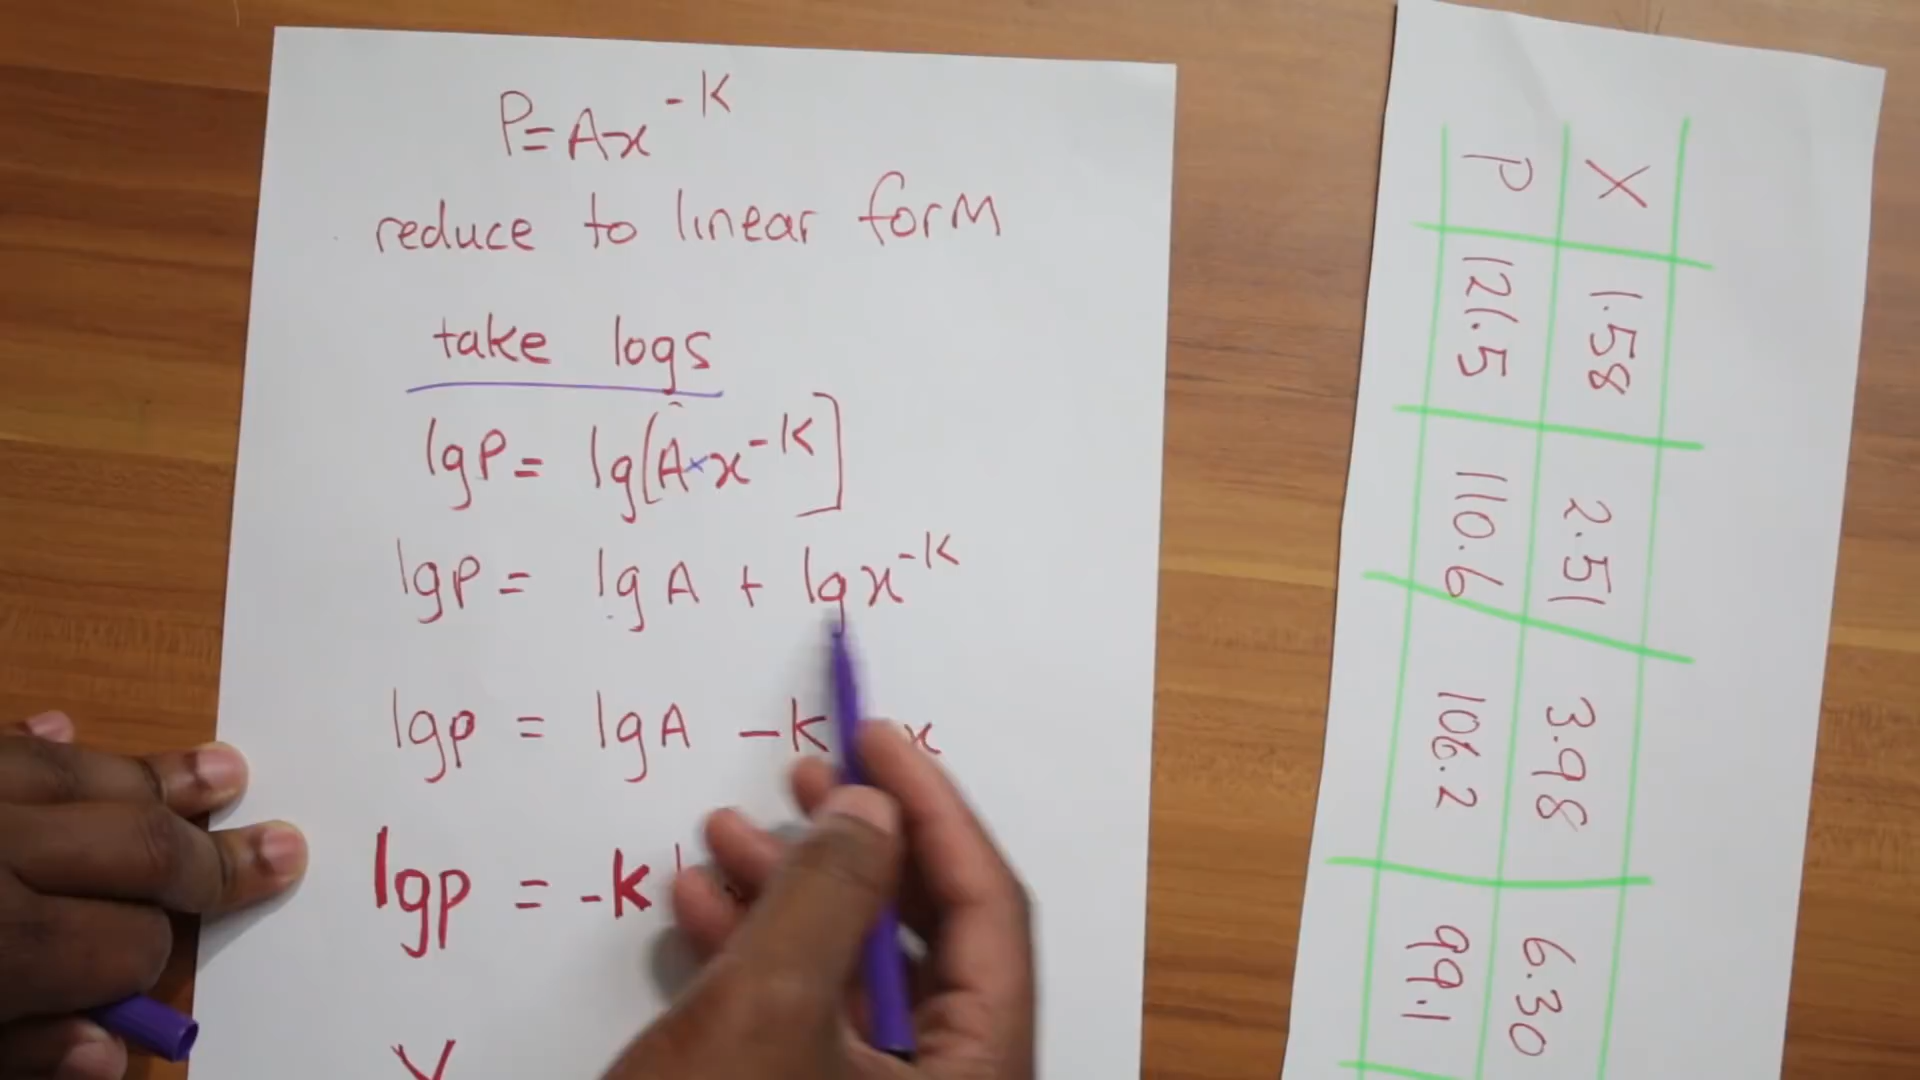 P=Ax^-K
reduce to linear form
take logs
lgP = lg[A×x^-K]
lgP = lgA + lgx^-K
lgp = lgA -K x
lgp = -K
Y
X 1.58 2.51 3.98 6.30
P 121.5 110.6 106.2 99.1